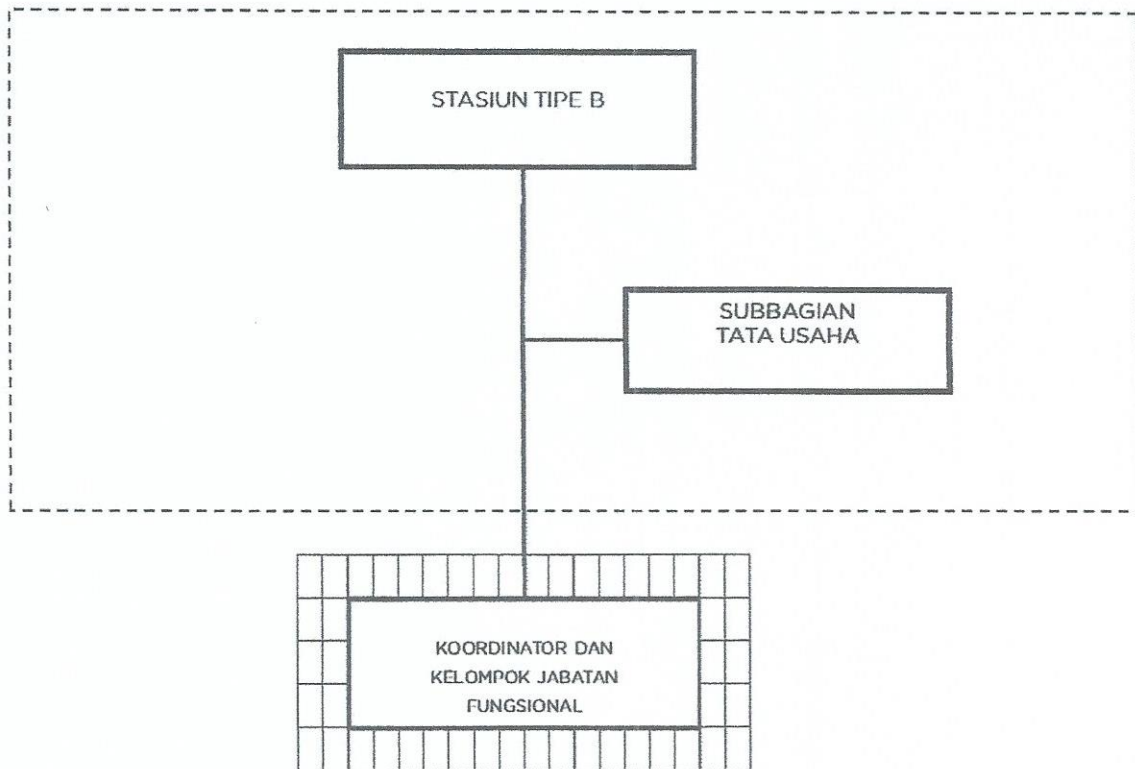 STASIUN TIPE B
SUBBAGIAN
TATA USAHA
KOORDINATOR DAN
KELOMPOK JABATAN
FUNGSIONAL